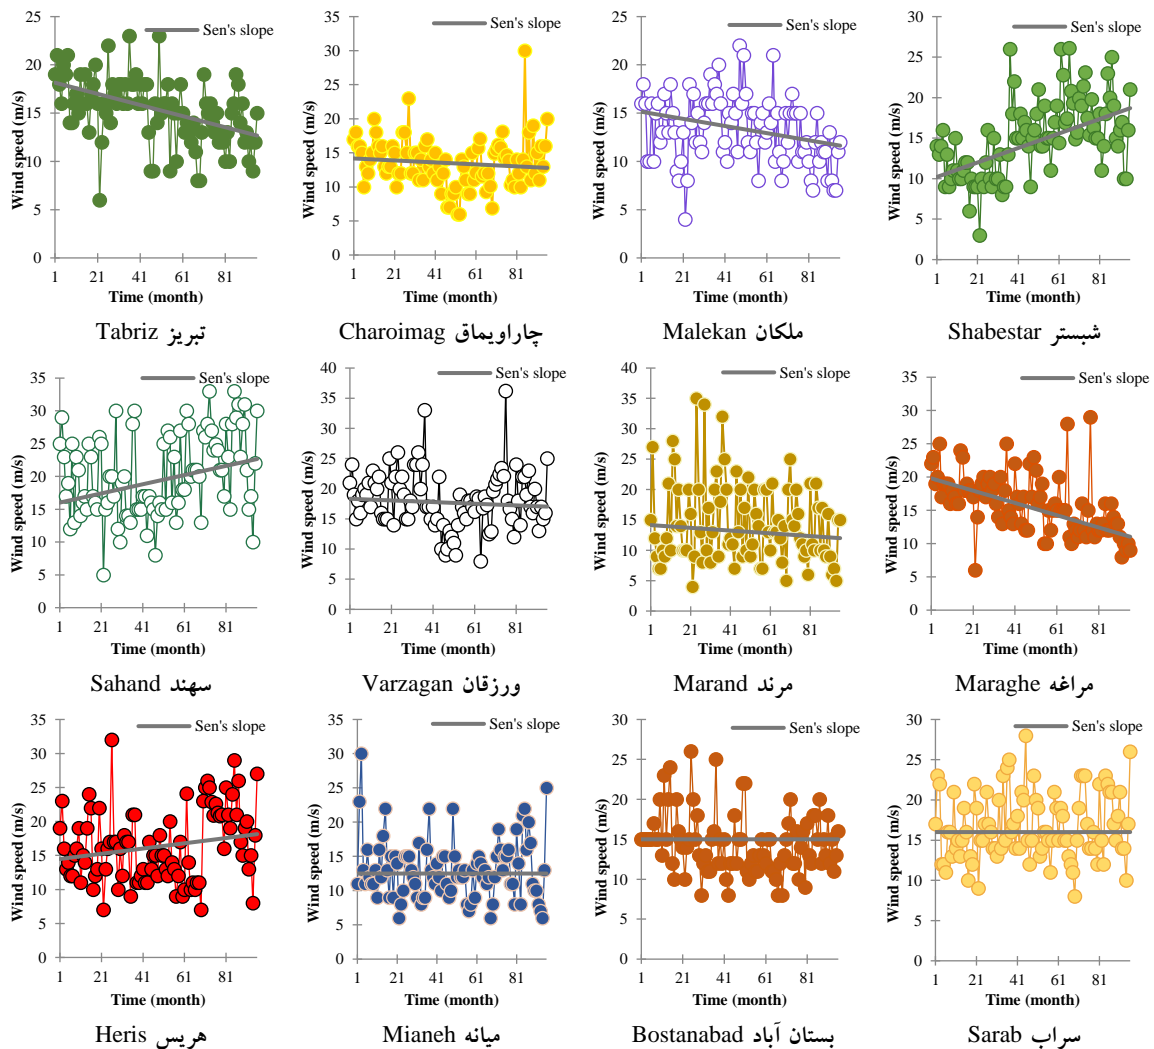 Sen's slope
Wind speed (m/s)
25
20
15
10
5
0
1 21 41 61 81
Time (month)
Tabriz تبریز
Sen's slope
Wind speed (m/s)
35
30
25
20
15
10
5
0
1 21 41 61 81
Time (month)
Charoimag چاراویماق
Sen's slope
Wind speed (m/s)
25
20
15
10
5
0
1 21 41 61 81
Time (month)
Malekan ملکان
Sen's slope
Wind speed (m/s)
30
25
20
15
10
5
0
1 21 41 61 81
Time (month)
Shabestar شبستر
Sen's slope
Wind speed (m/s)
35
30
25
20
15
10
5
0
1 21 41 61 81
Time (month)
Sahand سهند
Sen's slope
Wind speed (m/s)
40
35
30
25
20
15
10
5
0
1 21 41 61 81
Time (month)
Varzagan ورزقان
Sen's slope
Wind speed (m/s)
40
35
30
25
20
15
10
5
0
1 21 41 61 81
Time (month)
Marand مرند
Sen's slope
Wind speed (m/s)
35
30
25
20
15
10
5
0
1 21 41 61 81
Time (month)
Maraghe مراغه
Sen's slope
Wind speed (m/s)
35
30
25
20
15
10
5
0
1 21 41 61 81
Time (month)
Heris هریس
Sen's slope
Wind speed (m/s)
35
30
25
20
15
10
5
0
1 21 41 61 81
Time (month)
Mianeh میانه
Sen's slope
Wind speed (m/s)
30
25
20
15
10
5
0
1 21 41 61 81
Time (month)
Bostanabad بستان آباد
Sen's slope
Wind speed (m/s)
30
25
20
15
10
5
0
1 21 41 61 81
Time (month)
Sarab سراب